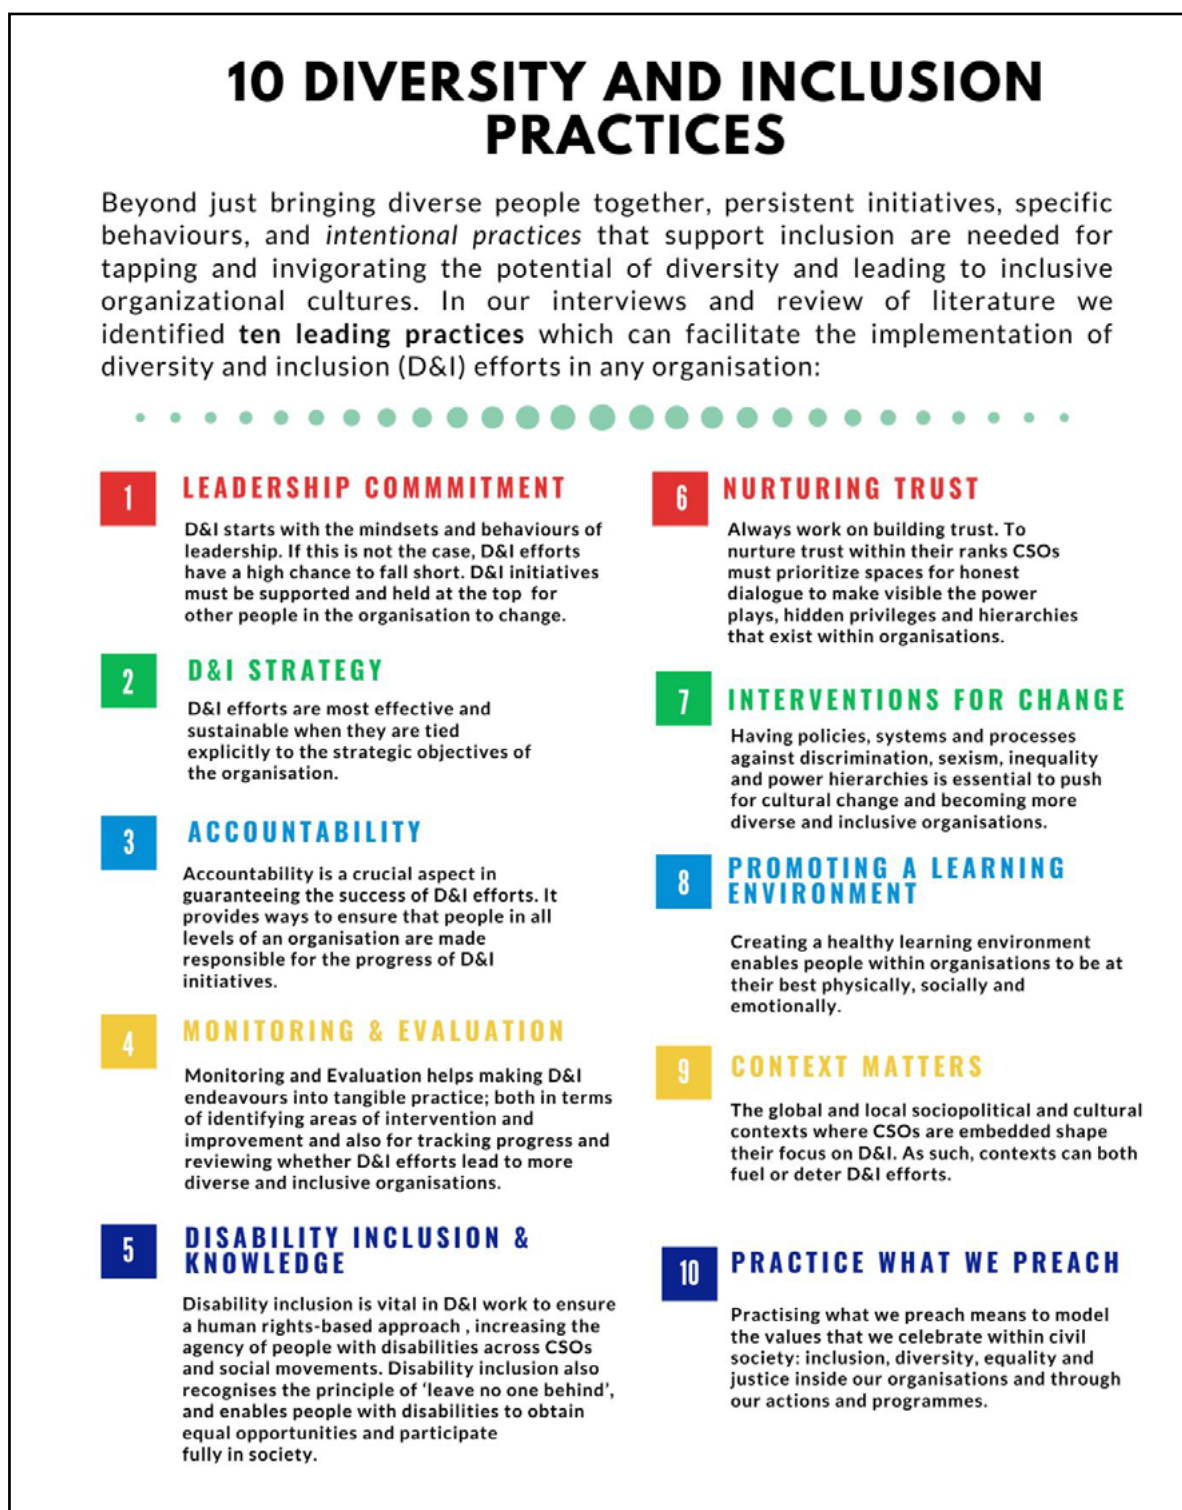 10 DIVERSITY AND INCLUSION
PRACTICES
Beyond just bringing diverse people together, persistent initiatives, specific
behaviours, and intentional practices that support inclusion are needed for
tapping and invigorating the potential of diversity and leading to inclusive
organizational cultures. In our interviews and review of literature we
identified ten leading practices which can facilitate the implementation of
diversity and inclusion (D&I) efforts in any organisation:
1
LEADERSHIP COMMMITMENT
D&I starts with the mindsets and behaviours of
leadership. If this is not the case, D&I efforts
have a high chance to fall short. D&I initiatives
must be supported and held at the top for
other people in the organisation to change.
2
D&I STRATEGY
D&I efforts are most effective and
sustainable when they are tied
explicitly to the strategic objectives of
the organisation.
3
ACCOUNTABILITY
Accountability is a crucial aspect in
guaranteeing the success of D&I efforts. It
provides ways to ensure that people in all
levels of an organisation are made
responsible for the progress of D&I
initiatives.
4
MONITORING & EVALUATION
Monitoring and Evaluation helps making D&I
endeavours into tangible practice; both in terms
of identifying areas of intervention and
improvement and also for tracking progress and
reviewing whether D&I efforts lead to more
diverse and inclusive organisations.
5
DISABILITY INCLUSION &
KNOWLEDGE
Disability inclusion is vital in D&I work to ensure
a human rights-based approach , increasing the
agency of people with disabilities across CSOs
and social movements. Disability inclusion also
recognises the principle of ‘leave no one behind’,
and enables people with disabilities to obtain
equal opportunities and participate
fully in society.
6
NURTURING TRUST
Always work on building trust. To
nurture trust within their ranks CSOs
must prioritize spaces for honest
dialogue to make visible the power
plays, hidden privileges and hierarchies
that exist within organisations.
7
INTERVENTIONS FOR CHANGE
Having policies, systems and processes
against discrimination, sexism, inequality
and power hierarchies is essential to push
for cultural change and becoming more
diverse and inclusive organisations.
8
PROMOTING A LEARNING
ENVIRONMENT
Creating a healthy learning environment
enables people within organisations to be at
their best physically, socially and
emotionally.
9
CONTEXT MATTERS
The global and local sociopolitical and cultural
contexts where CSOs are embedded shape
their focus on D&I. As such, contexts can both
fuel or deter D&I efforts.
10
PRACTICE WHAT WE PREACH
Practising what we preach means to model
the values that we celebrate within civil
society: inclusion, diversity, equality and
justice inside our organisations and through
our actions and programmes.